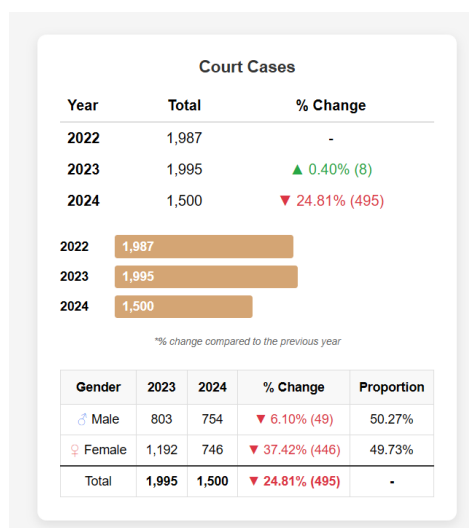 Court Cases
Year Total % Change
2022 1,987 -
2023 1,995 ▲ 0.40% (8)
2024 1,500 ▼ 24.81% (495)
2022 1,987
2023 1,995
2024 1,500
*% change compared to the previous year
Gender 2023 2024 % Change Proportion
♂ Male 803 754 ▼ 6.10% (49) 50.27%
♀ Female 1,192 746 ▼ 37.42% (446) 49.73%
Total 1,995 1,500 ▼ 24.81% (495) -